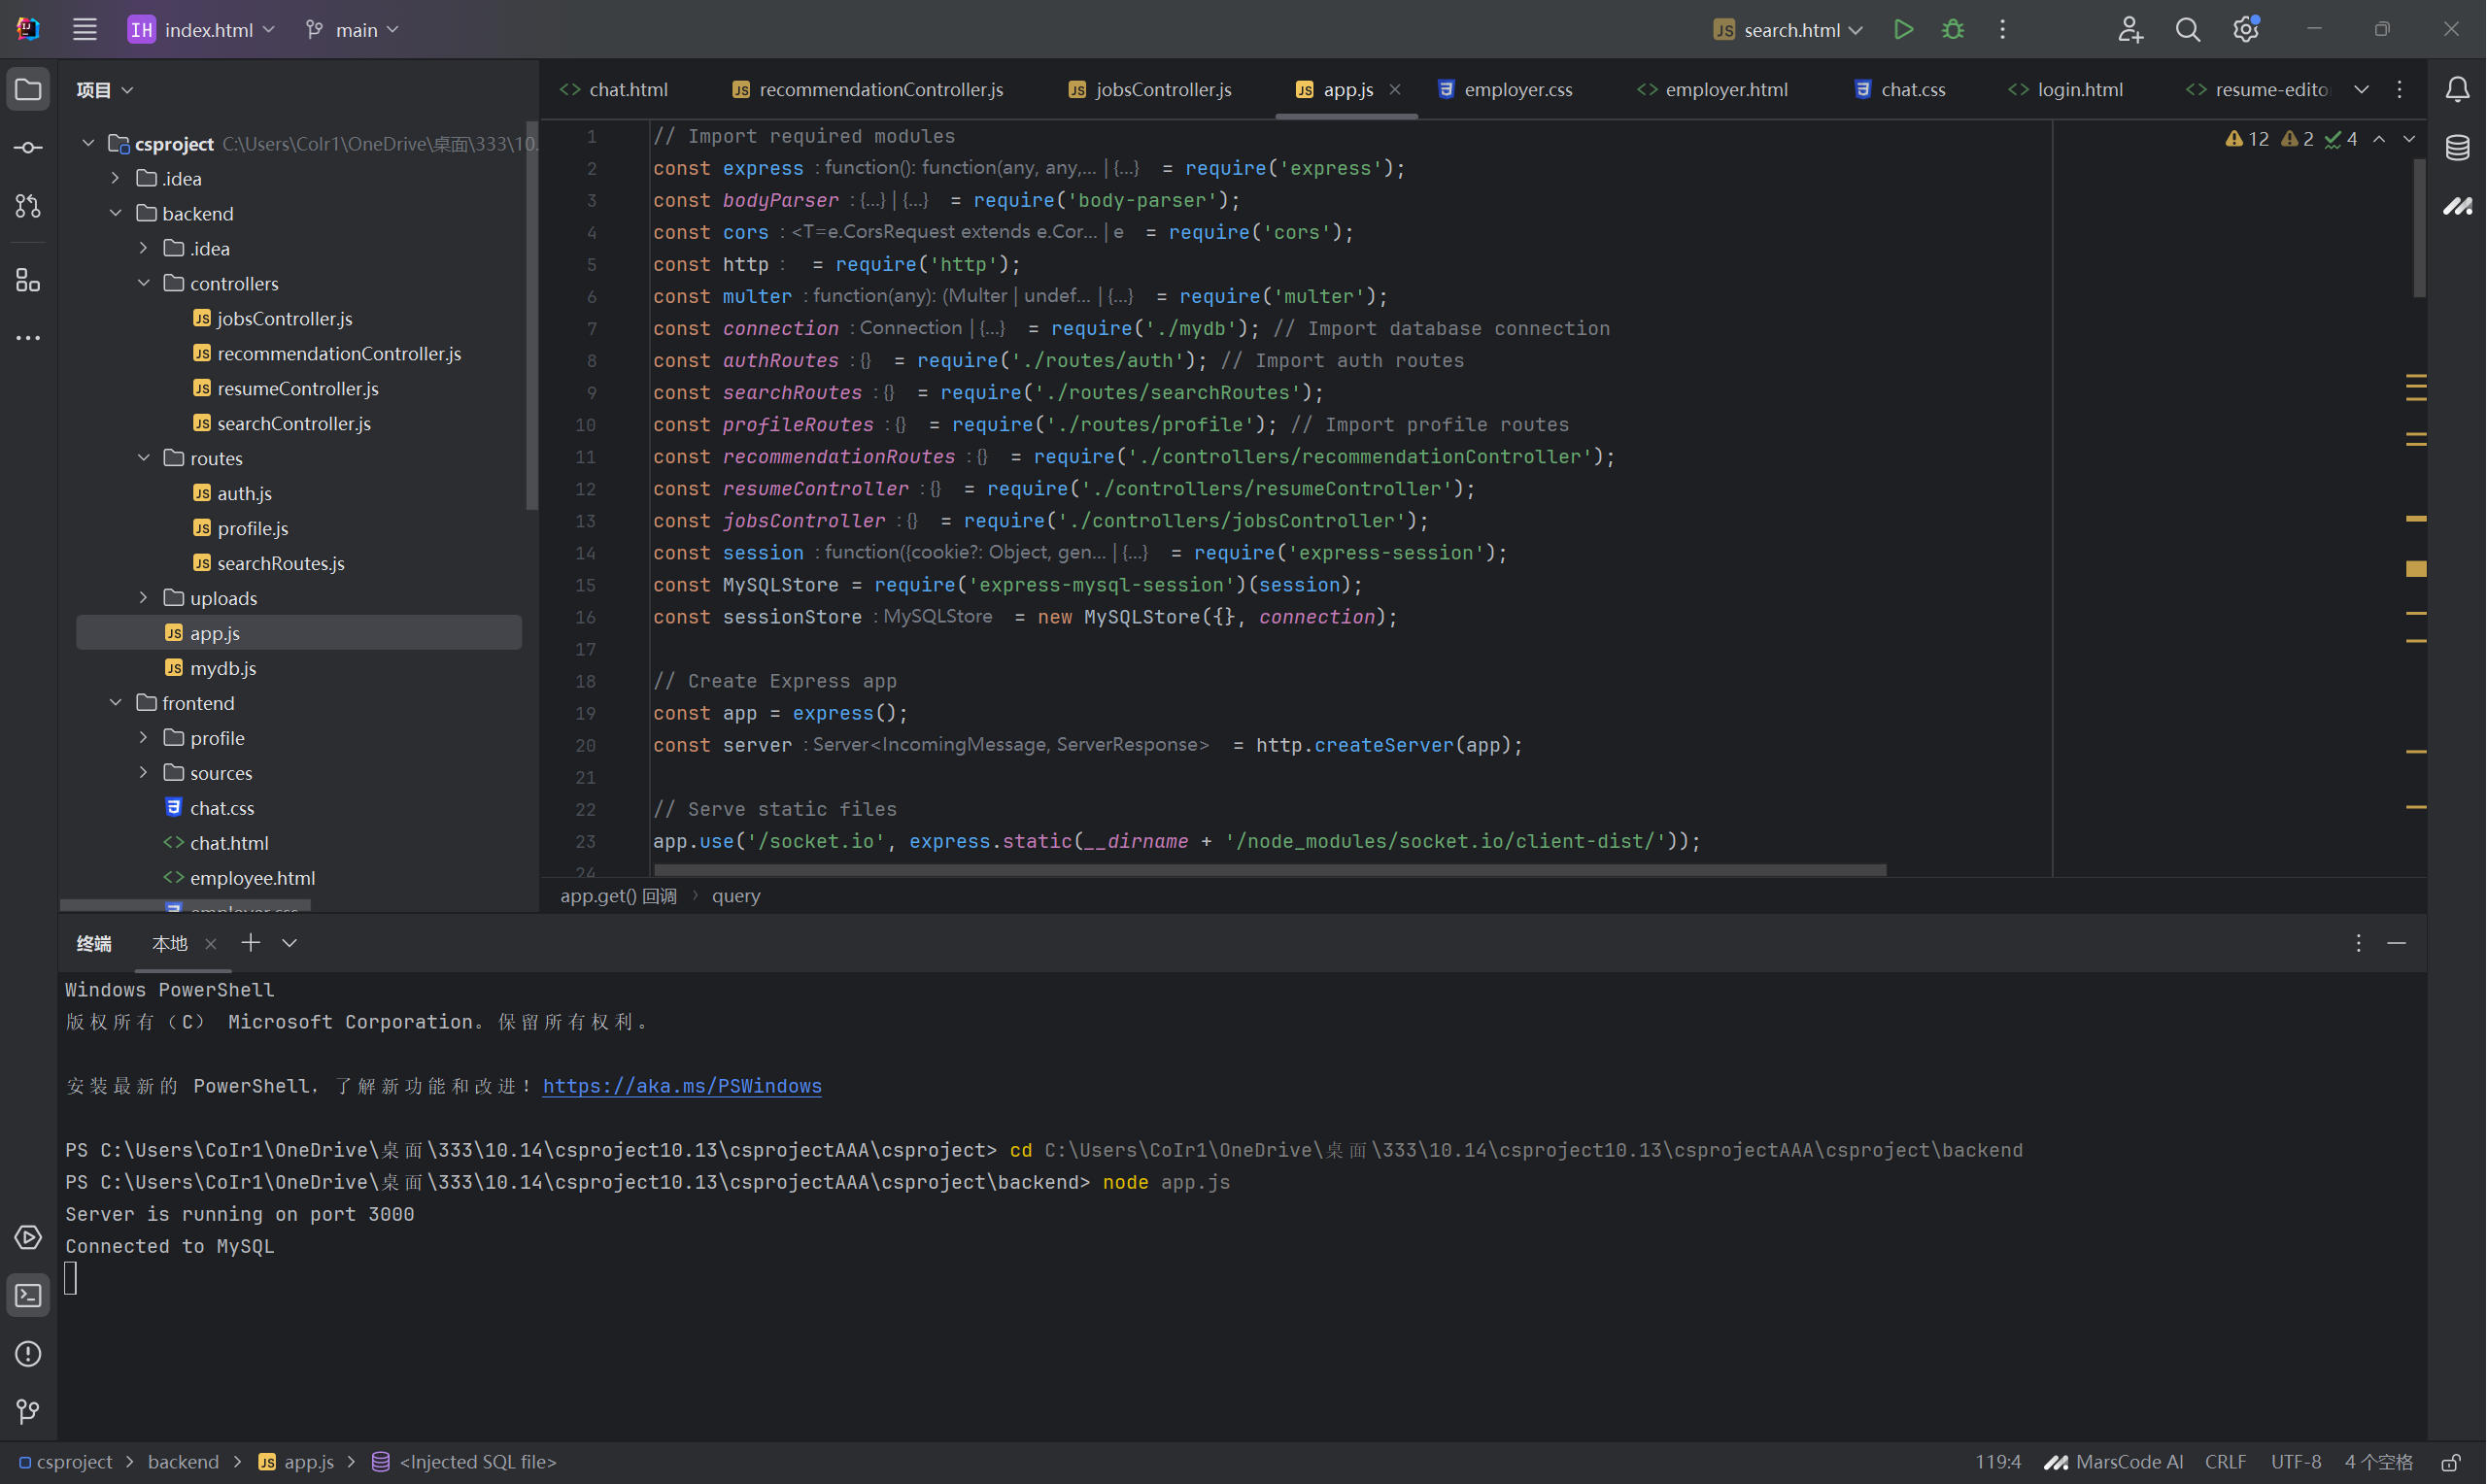 IH index.html
main
JS search.html
项目
csproject C:\Users\CoIr1\OneDrive\桌面\333\10.
.idea
backend
.idea
controllers
JS jobsController.js
JS recommendationController.js
JS resumeController.js
JS searchController.js
routes
JS auth.js
JS profile.js
JS searchRoutes.js
uploads
JS app.js
JS mydb.js
frontend
profile
sources
chat.css
<> chat.html
<> employee.html
employer.css
<> chat.html
JS recommendationController.js
JS jobsController.js
JS app.js
employer.css
<> employer.html
chat.css
<> login.html
<> resume-edito
12 2 4
1 // Import required modules
2 const express : function(): function(any, any,... | {...} = require('express');
3 const bodyParser : {...} | {...} = require('body-parser');
4 const cors : <T=e.CorsRequest extends e.Cor... | e = require('cors');
5 const http : = require('http');
6 const multer : function(any): (Multer | undef... | {...} = require('multer');
7 const connection : Connection | {...} = require('./mydb'); // Import database connection
8 const authRoutes : {} = require('./routes/auth'); // Import auth routes
9 const searchRoutes : {} = require('./routes/searchRoutes');
10 const profileRoutes : {} = require('./routes/profile'); // Import profile routes
11 const recommendationRoutes : {} = require('./controllers/recommendationController');
12 const resumeController : {} = require('./controllers/resumeController');
13 const jobsController : {} = require('./controllers/jobsController');
14 const session : function({cookie?: Object, gen... | {...} = require('express-session');
15 const MySQLStore = require('express-mysql-session')(session);
16 const sessionStore : MySQLStore = new MySQLStore({}, connection);
17
18 // Create Express app
19 const app = express();
20 const server : Server<IncomingMessage, ServerResponse> = http.createServer(app);
21
22 // Serve static files
23 app.use('/socket.io', express.static(__dirname + '/node_modules/socket.io/client-dist/'));
24
app.get() 回调 query
终端
本地
Windows PowerShell
版权所有（C） Microsoft Corporation。保留所有权利。
安装最新的 PowerShell，了解新功能和改进！https://aka.ms/PSWindows
PS C:\Users\CoIr1\OneDrive\桌面\333\10.14\csproject10.13\csprojectAAA\csproject> cd C:\Users\CoIr1\OneDrive\桌面\333\10.14\csproject10.13\csprojectAAA\csproject\backend
PS C:\Users\CoIr1\OneDrive\桌面\333\10.14\csproject10.13\csprojectAAA\csproject\backend> node app.js
Server is running on port 3000
Connected to MySQL
csproject > backend > JS app.js > <Injected SQL file>
119:4 MarsCode AI CRLF UTF-8 4 个空格